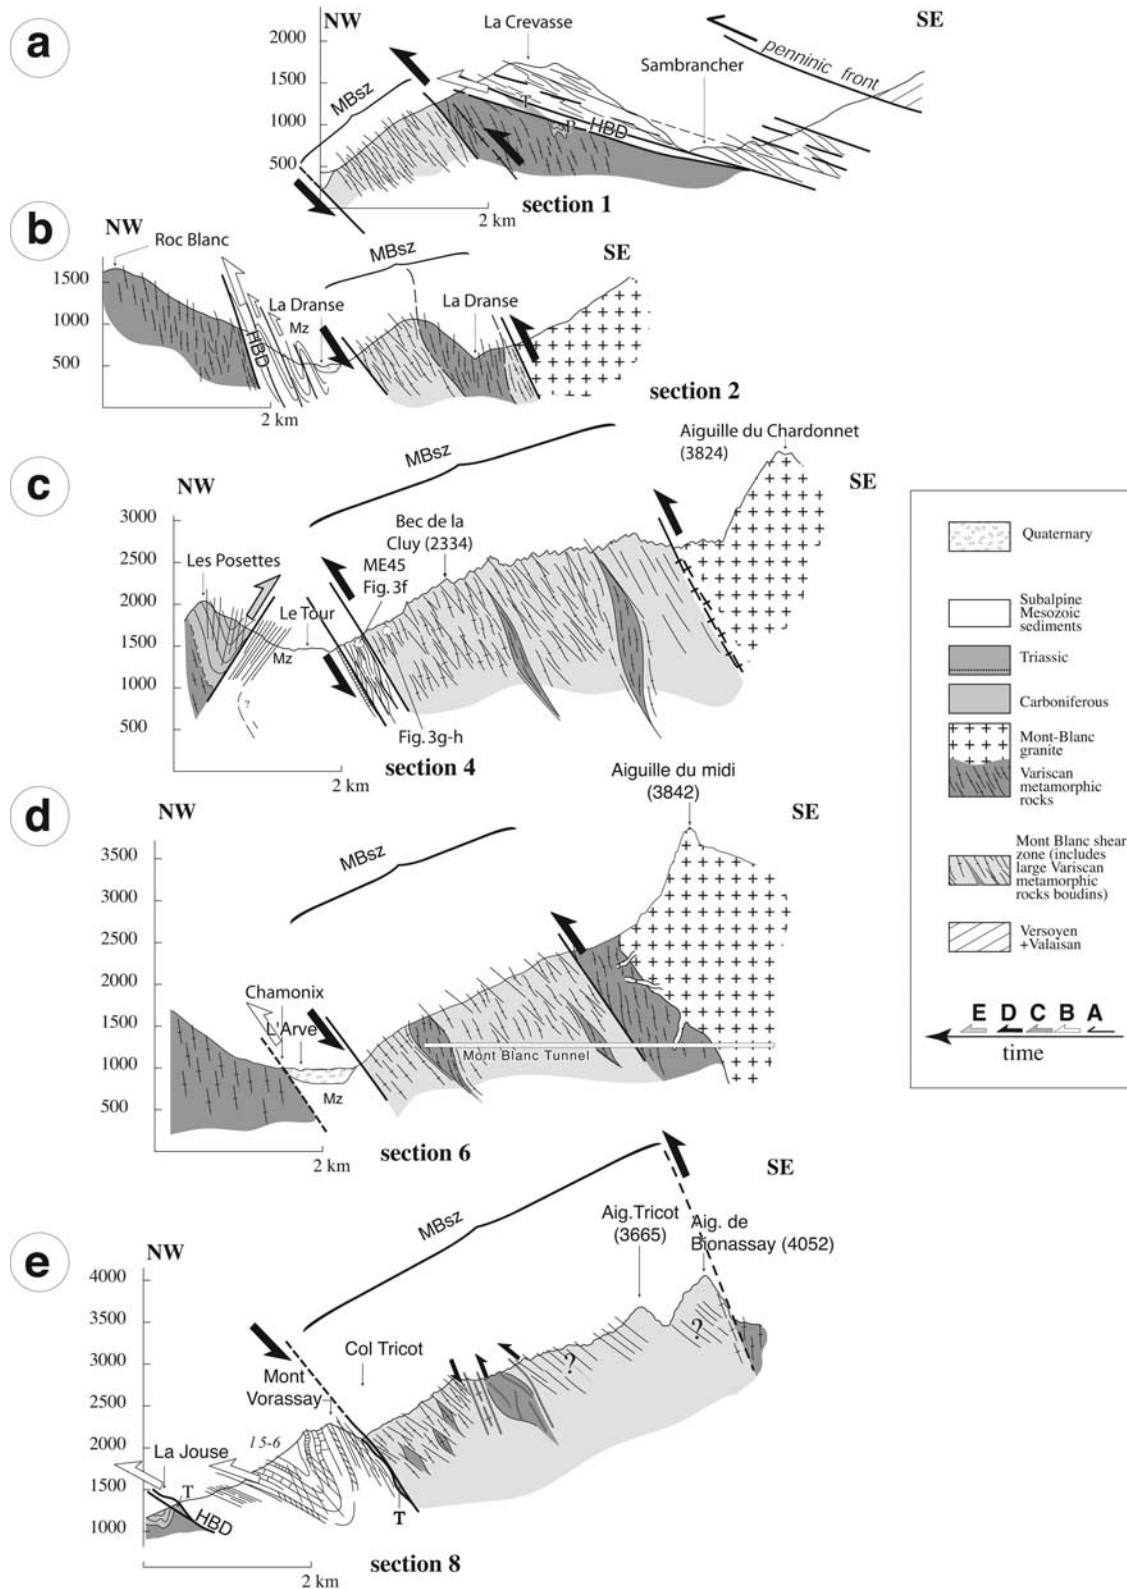 a
NW
SE
La Crevasse
Sambrancher
penninic front
2000
1500
1000
500
MBsz
T
P
HBD
2 km
section 1
b
NW
SE
Roc Blanc
MBsz
La Dranse
La Dranse
Mz
HBD
1500
1000
500
2 km
section 2
c
NW
SE
MBsz
Aiguille du Chardonnet
(3824)
Bec de la
Cluy (2334)
ME45
Fig. 3f
Les Posettes
Le Tour
Mz
?
3000
2500
2000
1500
1000
500
Fig. 3g-h
2 km
section 4
d
NW
SE
MBsz
Aiguille du midi
(3842)
Chamonix
L'Arve
Mz
Mont Blanc Tunnel
3500
3000
2500
2000
1500
1000
500
2 km
section 6
e
NW
SE
MBsz
Aig.Tricot
(3665)
Aig. de
Bionassay (4052)
Col Tricot
Mont
Vorassay
l 5-6
La Jouse
T
HBD
T
?
?
4000
3500
3000
2500
2000
1500
1000
2 km
section 8
Quaternary
Subalpine
Mesozoic
sediments
Triassic
Carboniferous
Mont-Blanc
granite
Variscan
metamorphic
rocks
Mont Blanc shear
zone (includes
large Variscan
metamorphic
rocks boudins)
Versoyen
+Valaisan
E D C B A
time